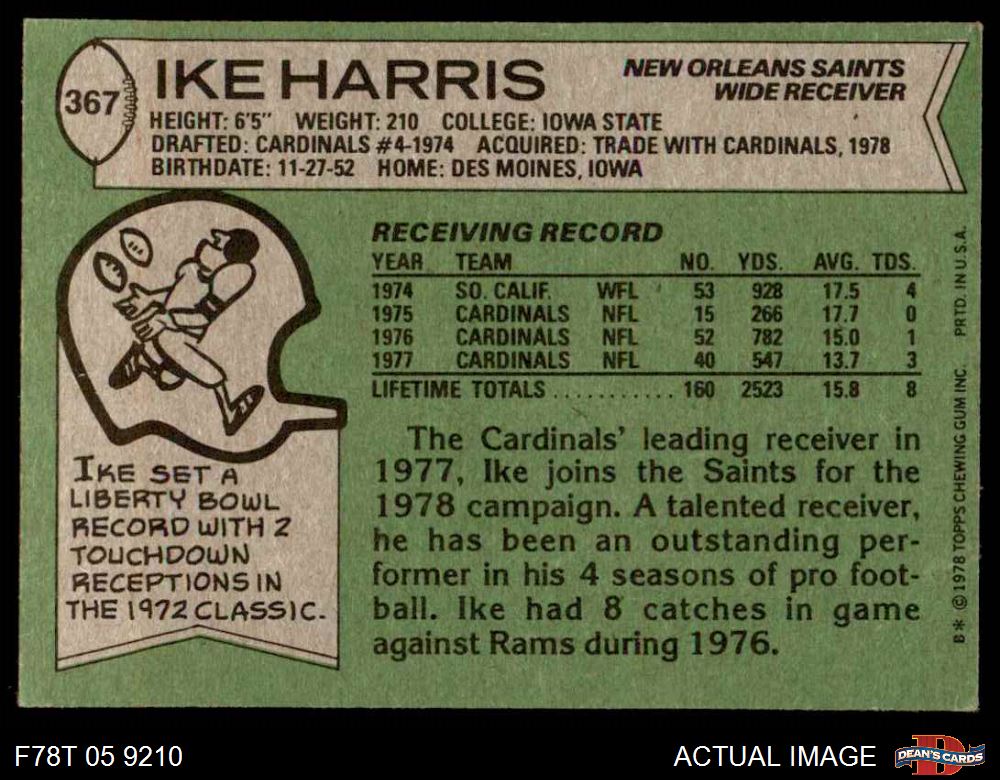 367
IKE HARRIS
NEW ORLEANS SAINTS
WIDE RECEIVER
HEIGHT: 6'5" WEIGHT: 210 COLLEGE: IOWA STATE
DRAFTED: CARDINALS #4-1974 ACQUIRED: TRADE WITH CARDINALS, 1978
BIRTHDATE: 11-27-52 HOME: DES MOINES, IOWA
RECEIVING RECORD
YEAR TEAM NO. YDS. AVG. TDS.
1974 SO. CALIF. WFL 53 928 17.5 4
1975 CARDINALS NFL 15 266 17.7 0
1976 CARDINALS NFL 52 782 15.0 1
1977 CARDINALS NFL 40 547 13.7 3
LIFETIME TOTALS ........... 160 2523 15.8 8
IKE SET A
LIBERTY BOWL
RECORD WITH 2
TOUCHDOWN
RECEPTIONS IN
THE 1972 CLASSIC.
The Cardinals' leading receiver in
1977, Ike joins the Saints for the
1978 campaign. A talented receiver,
he has been an outstanding per-
former in his 4 seasons of pro foot-
ball. Ike had 8 catches in game
against Rams during 1976.
B* © 1978 TOPPS CHEWING GUM INC. PRTD. IN U.S.A.
F78T 05 9210
ACTUAL IMAGE
D
DEAN'S CARDS